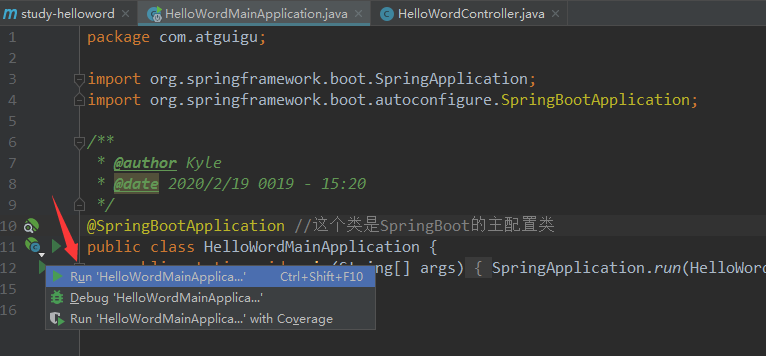 study-helloword HelloWordMainApplication.java HelloWordController.java
1 package com.atguigu;
2
3 import org.springframework.boot.SpringApplication;
4 import org.springframework.boot.autoconfigure.SpringBootApplication;
5
6 /**
7 * @author Kyle
8 * @date 2020/2/19 0019 - 15:20
9 */
10 @SpringBootApplication //这个类是SpringBoot的主配置类
11 public class HelloWordMainApplication {
12 (String[] args) { SpringApplication.run(HelloWord
Run 'HelloWordMainApplica...' Ctrl+Shift+F10
15
Debug 'HelloWordMainApplica...'
16
Run 'HelloWordMainApplica...' with Coverage